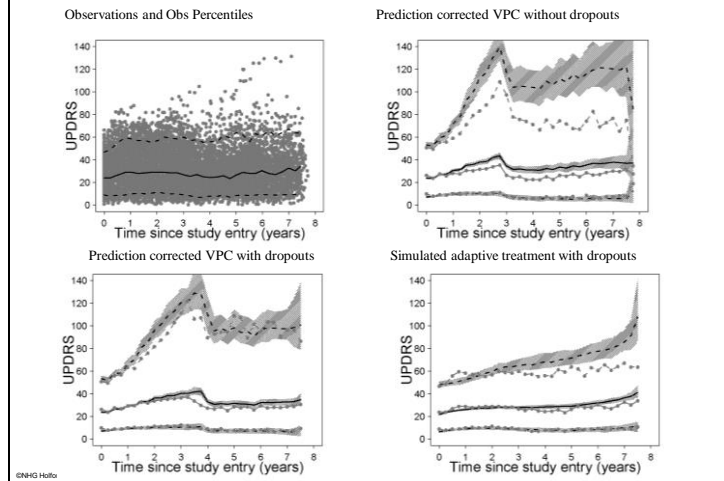 Observations and Obs Percentiles
Prediction corrected VPC without dropouts
140
120
100
80
60
40
20
0
UPDRS
0 1 2 3 4 5 6 7 8
Time since study entry (years)
140
120
100
80
60
40
20
0
UPDRS
0 1 2 3 4 5 6 7 8
Time since study entry (years)
Prediction corrected VPC with dropouts
Simulated adaptive treatment with dropouts
140
120
100
80
60
40
20
0
UPDRS
0 1 2 3 4 5 6 7 8
Time since study entry (years)
140
120
100
80
60
40
20
0
UPDRS
0 1 2 3 4 5 6 7 8
Time since study entry (years)
©NHG Holfo